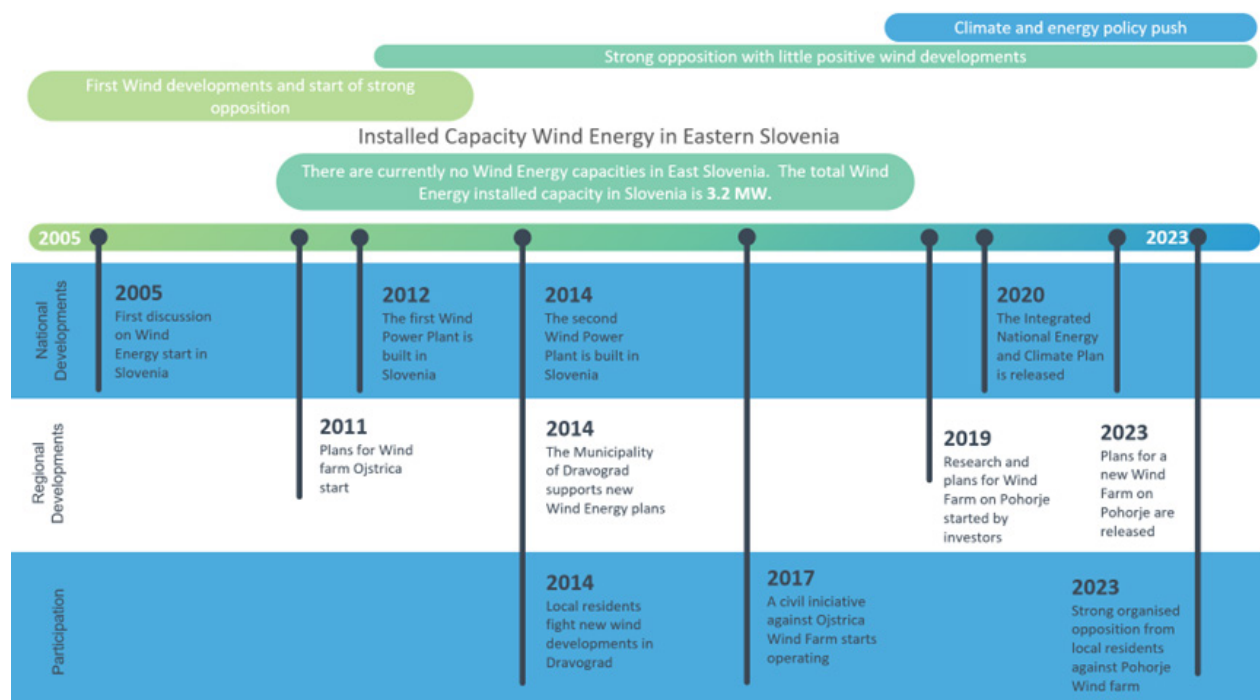 Climate and energy policy push
Strong opposition with little positive wind developments
First Wind developments and start of strong
opposition
Installed Capacity Wind Energy in Eastern Slovenia
There are currently no Wind Energy capacities in East Slovenia. The total Wind
Energy installed capacity in Slovenia is 3.2 MW.
2005
2023
National
Developments
2005
First discussion
on Wind
Energy start in
Slovenia
2012
The first Wind
Power Plant is
built in
Slovenia
2014
The second
Wind Power
Plant is built in
Slovenia
2020
The Integrated
National Energy
and Climate Plan
is released
Regional
Developments
2011
Plans for Wind
farm Ojstrica
start
2014
The Municipality
of Dravograd
supports new
Wind Energy plans
2019
Research and
plans for Wind
Farm on Pohorje
started by
investors
2023
Plans for a
new Wind
Farm on
Pohorje are
released
Participation
2014
Local residents
fight new wind
developments in
Dravograd
2017
A civil iniciative
against Ojstrica
Wind Farm starts
operating
2023
Strong organised
opposition from
local residents
against Pohorje
Wind farm